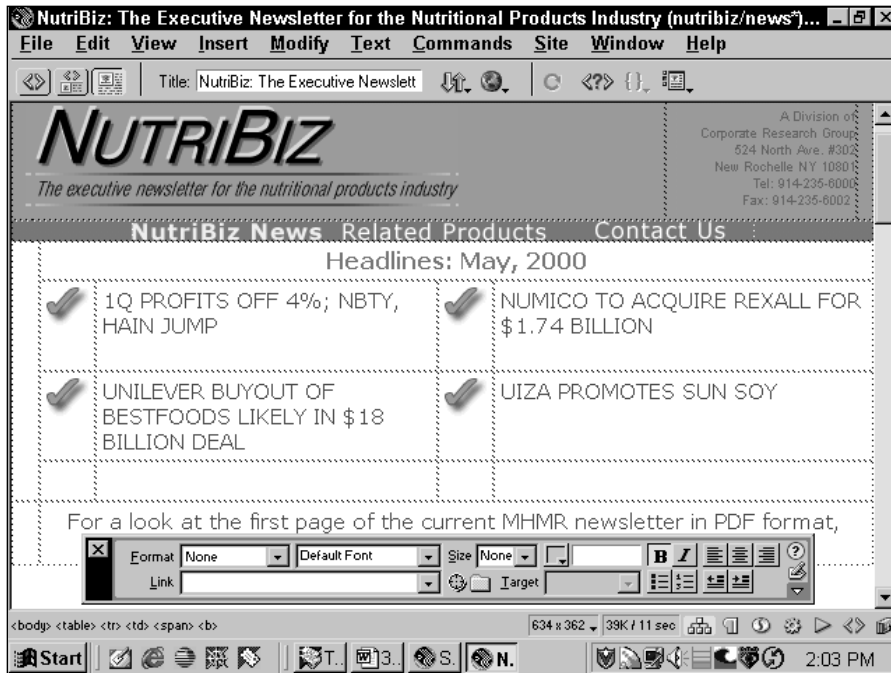 NutriBiz: The Executive Newsletter for the Nutritional Products Industry (nutribiz/news*)...
File Edit View Insert Modify Text Commands Site Window Help
Title: NutriBiz: The Executive Newslett
NUTRIBIZ
The executive newsletter for the nutritional products industry
A Division of
Corporate Research Group
524 North Ave. #302
New Rochelle NY 10801
Tel: 914-235-6000
Fax: 914-235-6002
NutriBiz News Related Products Contact Us
Headlines: May, 2000
1Q PROFITS OFF 4%; NBTY,
HAIN JUMP
NUMICO TO ACQUIRE REXALL FOR
$1.74 BILLION
UNILEVER BUYOUT OF
BESTFOODS LIKELY IN $18
BILLION DEAL
UIZA PROMOTES SUN SOY
For a look at the first page of the current MHMR newsletter in PDF format,
Format None Default Font Size None B I
Link Target
<body> <table> <tr> <td> <span> <b>
634 x 362 39K / 11 sec
Start T.. 3.. S. N.
2:03 PM